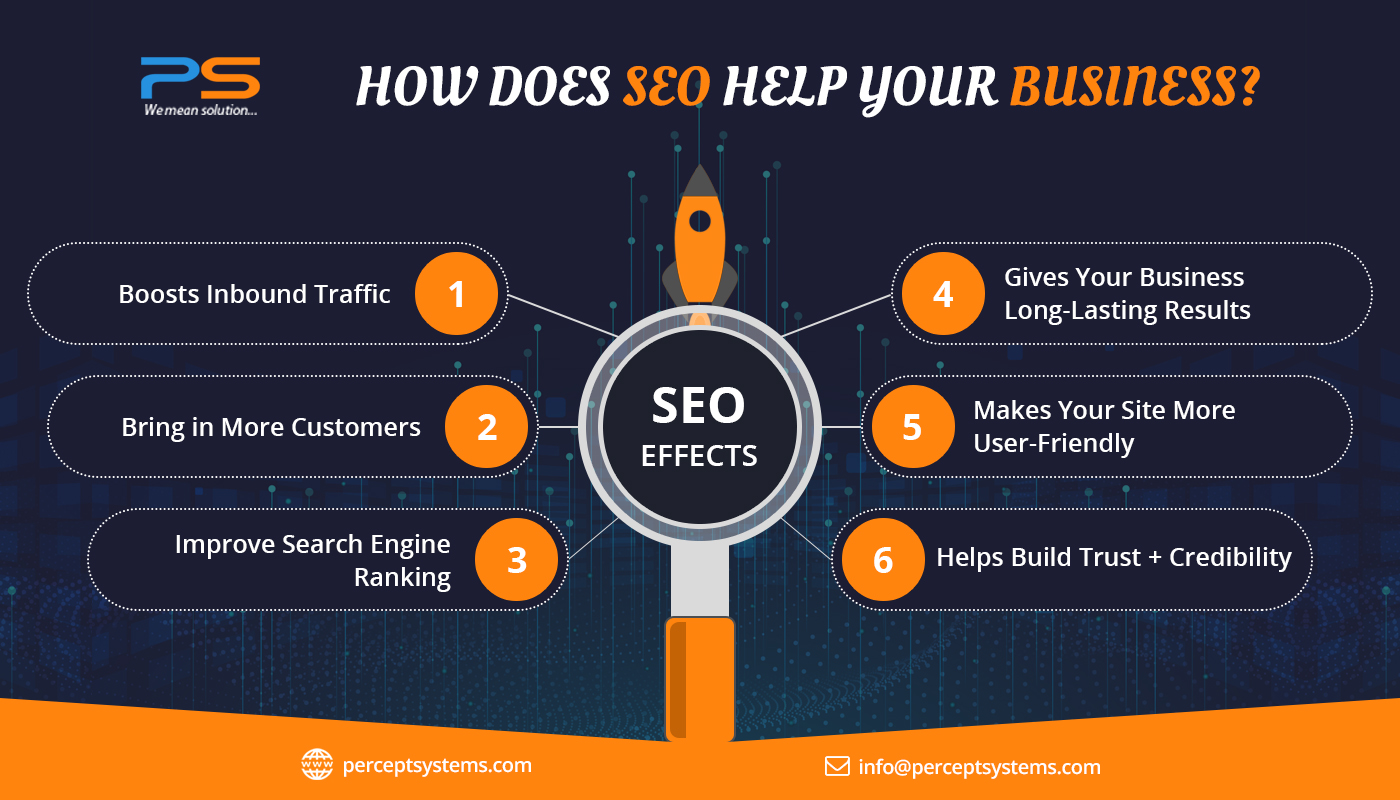 PS
We mean solution...
HOW DOES SEO HELP YOUR BUSINESS?
1
Boosts Inbound Traffic
2
Bring in More Customers
3
Improve Search Engine
Ranking
SEO
EFFECTS
4
Gives Your Business
Long-Lasting Results
5
Makes Your Site More
User-Friendly
6
Helps Build Trust + Credibility
www
perceptsystems.com
info@perceptsystems.com